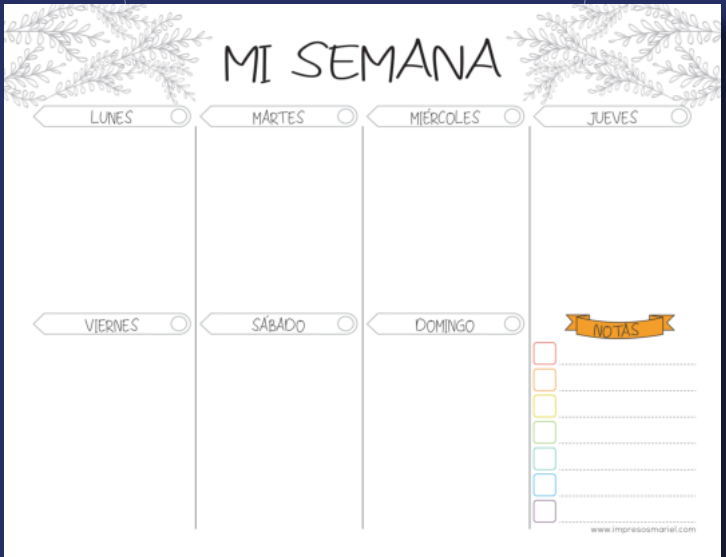 MI SEMANA
LUNES
MARTES
MIÉRCOLES
JUEVES
VIERNES
SÁBADO
DOMINGO
NOTAS
www.impresosmariel.com